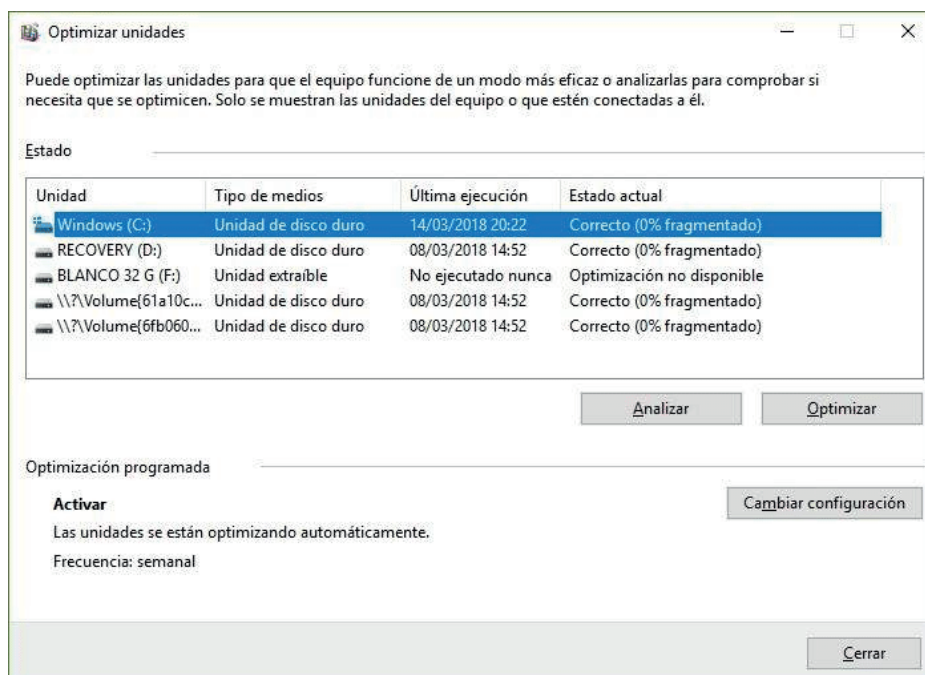 Optimizar unidades
Puede optimizar las unidades para que el equipo funcione de un modo más eficaz o analizarlas para comprobar si
necesita que se optimicen. Solo se muestran las unidades del equipo o que estén conectadas a él.
Estado
Unidad Tipo de medios Última ejecución Estado actual
Windows (C:) Unidad de disco duro 14/03/2018 20:22 Correcto (0% fragmentado)
RECOVERY (D:) Unidad de disco duro 08/03/2018 14:52 Correcto (0% fragmentado)
BLANCO 32 G (F:) Unidad extraíble No ejecutado nunca Optimización no disponible
\\?\Volume{61a10c... Unidad de disco duro 08/03/2018 14:52 Correcto (0% fragmentado)
\\?\Volume{6fb060... Unidad de disco duro 08/03/2018 14:52 Correcto (0% fragmentado)
Analizar Optimizar
Optimización programada
Activar Cambiar configuración
Las unidades se están optimizando automáticamente.
Frecuencia: semanal
Cerrar